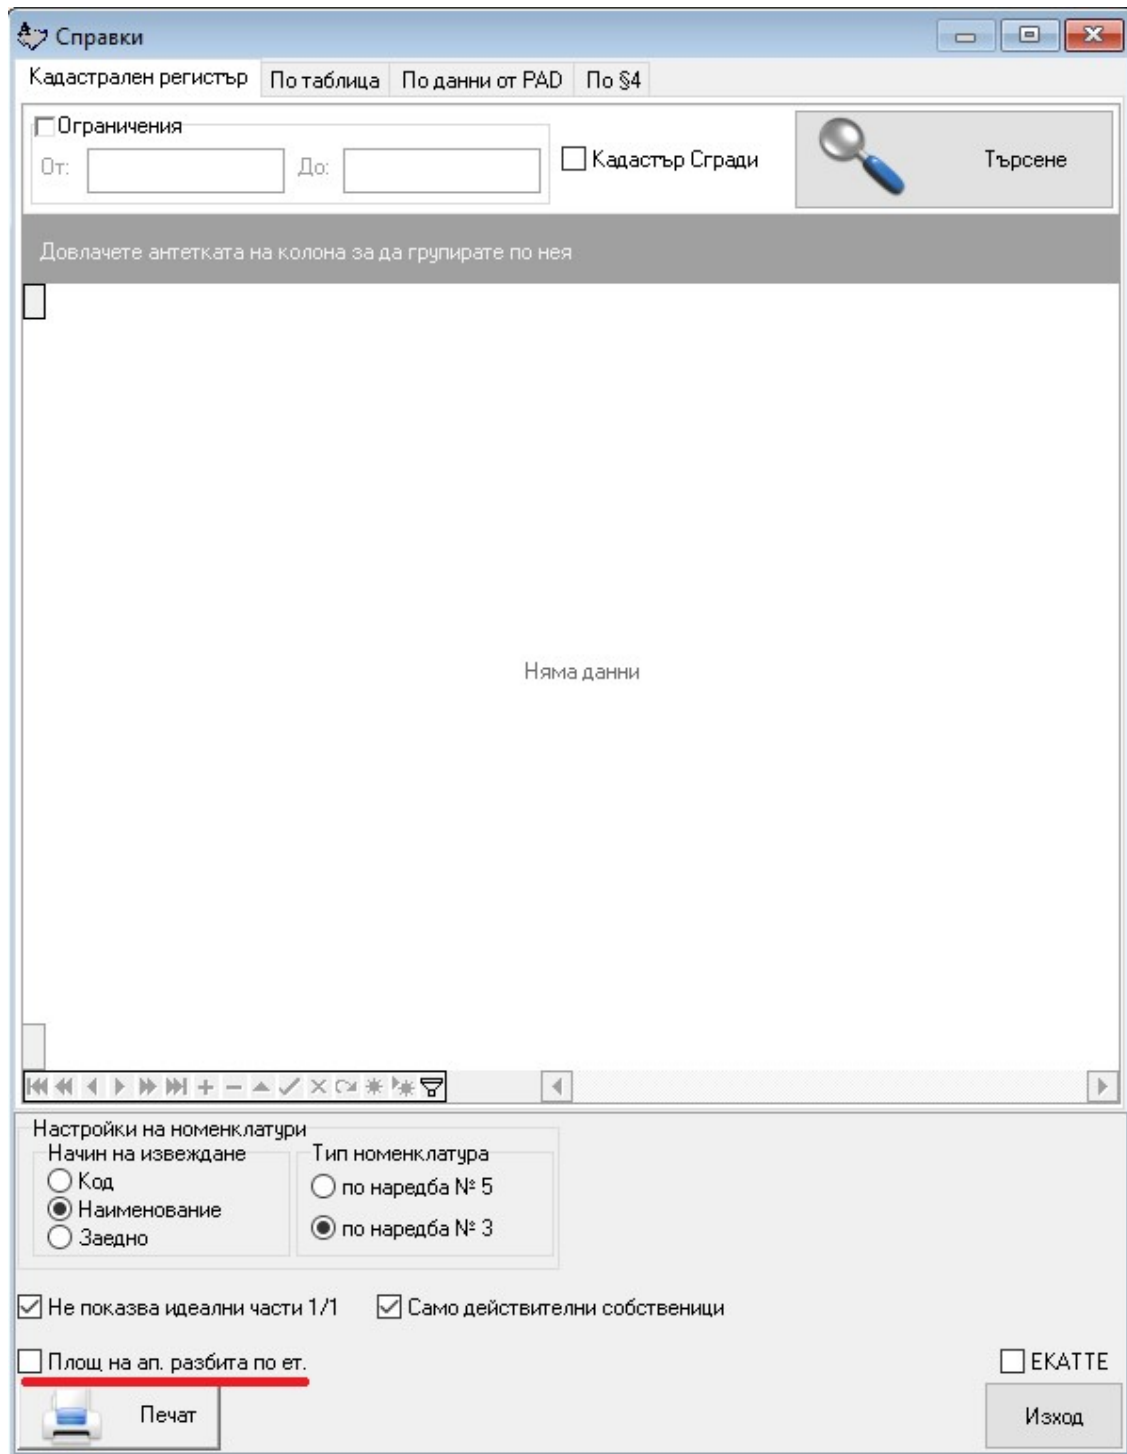 Справки
Кадастрален регистър По таблица По данни от PAD По §4
Ограничения
От: До: Кадастър Сгради Търсене
Довлачете антетката на колона за да групирате по нея
Няма данни
Настройки на номенклатури
Начин на извеждане Тип номенклатура
Код по наредба № 5
Наименование
по наредба № 3
Заедно
Не показва идеални части 1/1 Само действителни собственици
Площ на ап. разбита по ет. ЕКАТТЕ
Печат Изход